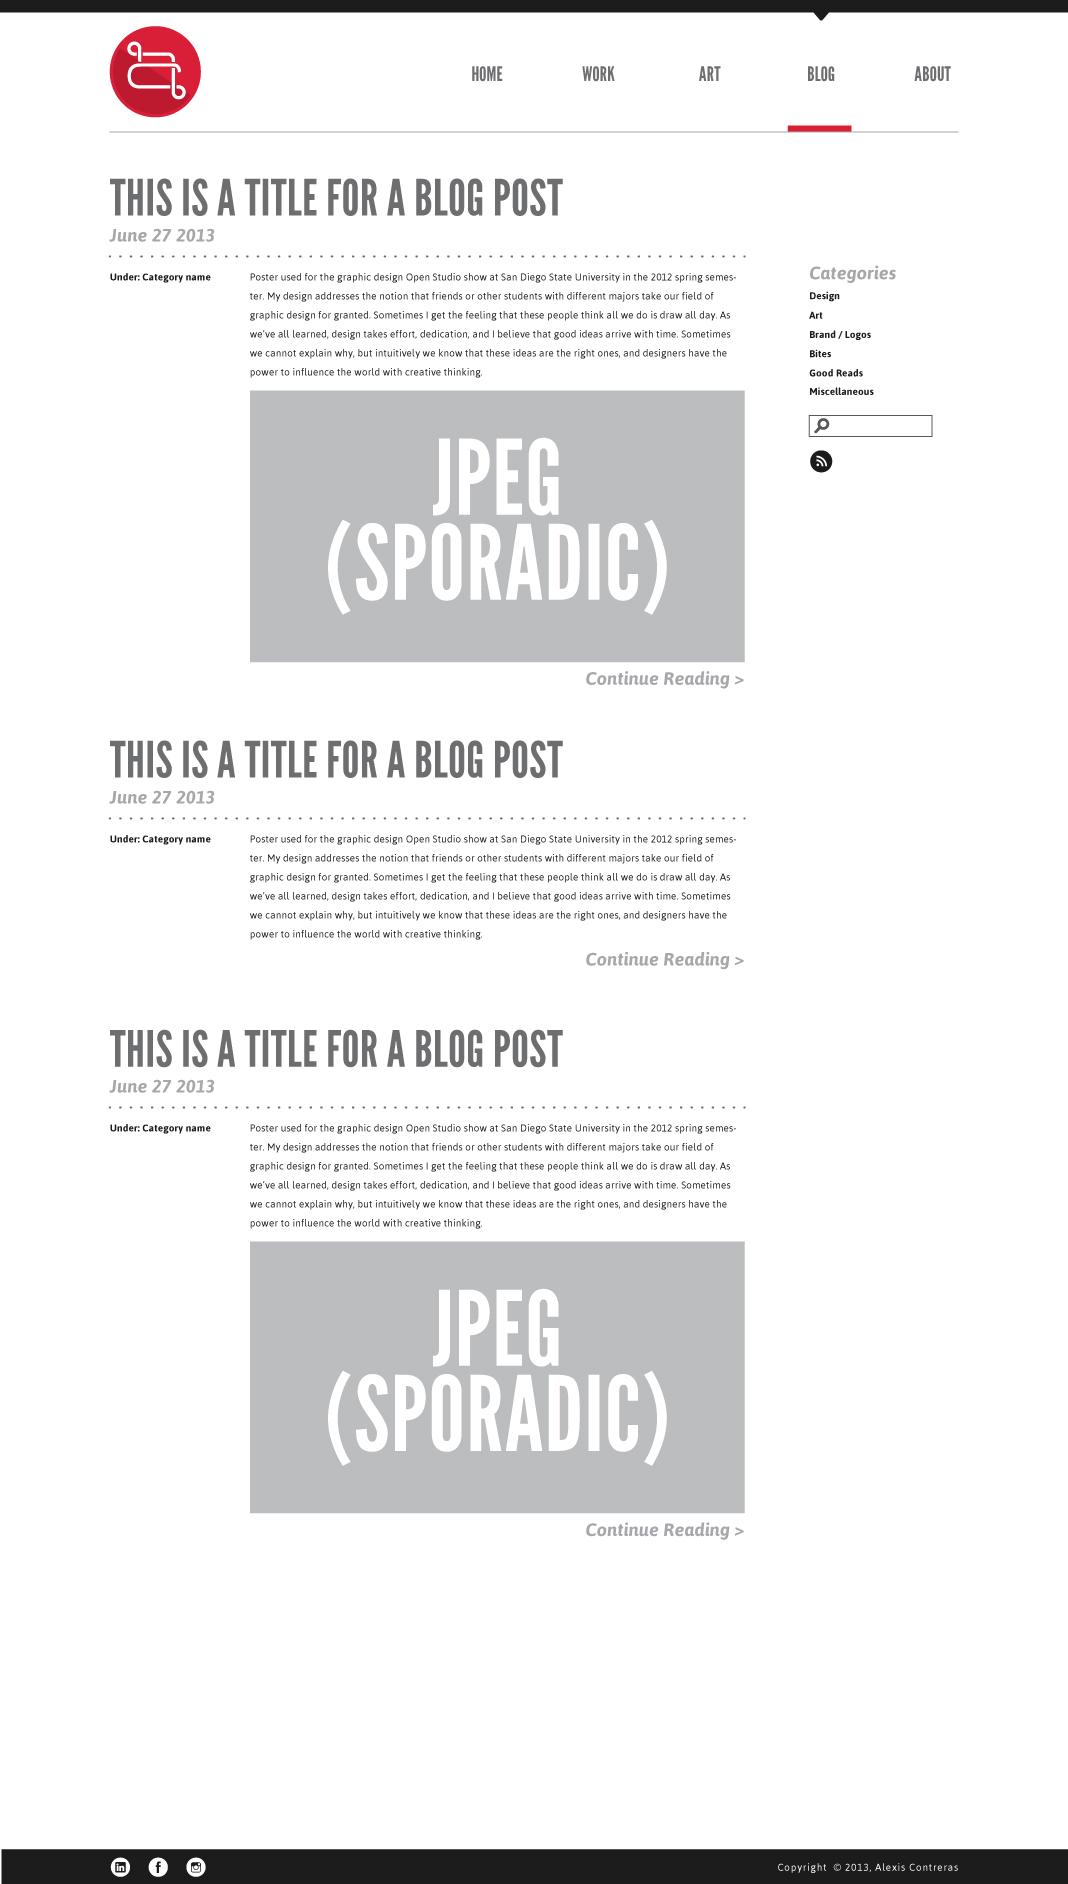 HOME WORK ART BLOG ABOUT
THIS IS A TITLE FOR A BLOG POST
June 27 2013
Under: Category name
Poster used for the graphic design Open Studio show at San Diego State University in the 2012 spring semes-
ter. My design addresses the notion that friends or other students with different majors take our field of
graphic design for granted. Sometimes I get the feeling that these people think all we do is draw all day. As
we've all learned, design takes effort, dedication, and I believe that good ideas arrive with time. Sometimes
we cannot explain why, but intuitively we know that these ideas are the right ones, and designers have the
power to influence the world with creative thinking.
JPEG
(SPORADIC)
Continue Reading >
Categories
Design
Art
Brand / Logos
Bites
Good Reads
Miscellaneous
THIS IS A TITLE FOR A BLOG POST
June 27 2013
Under: Category name
Poster used for the graphic design Open Studio show at San Diego State University in the 2012 spring semes-
ter. My design addresses the notion that friends or other students with different majors take our field of
graphic design for granted. Sometimes I get the feeling that these people think all we do is draw all day. As
we've all learned, design takes effort, dedication, and I believe that good ideas arrive with time. Sometimes
we cannot explain why, but intuitively we know that these ideas are the right ones, and designers have the
power to influence the world with creative thinking.
Continue Reading >
THIS IS A TITLE FOR A BLOG POST
June 27 2013
Under: Category name
Poster used for the graphic design Open Studio show at San Diego State University in the 2012 spring semes-
ter. My design addresses the notion that friends or other students with different majors take our field of
graphic design for granted. Sometimes I get the feeling that these people think all we do is draw all day. As
we've all learned, design takes effort, dedication, and I believe that good ideas arrive with time. Sometimes
we cannot explain why, but intuitively we know that these ideas are the right ones, and designers have the
power to influence the world with creative thinking.
JPEG
(SPORADIC)
Continue Reading >
in f
Copyright © 2013, Alexis Contreras